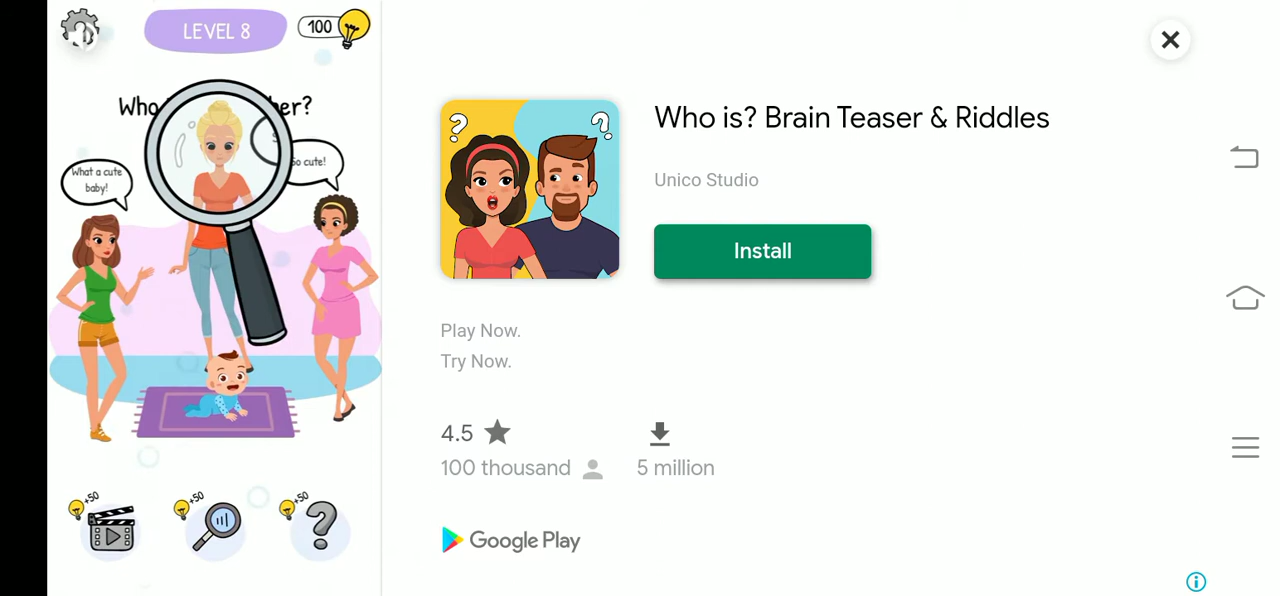 LEVEL 8
100
Who
er?
What a cute
baby!
So cute!
+50
+50
+50
Who is? Brain Teaser & Riddles
Unico Studio
Install
Play Now.
Try Now.
4.5
100 thousand
5 million
Google Play